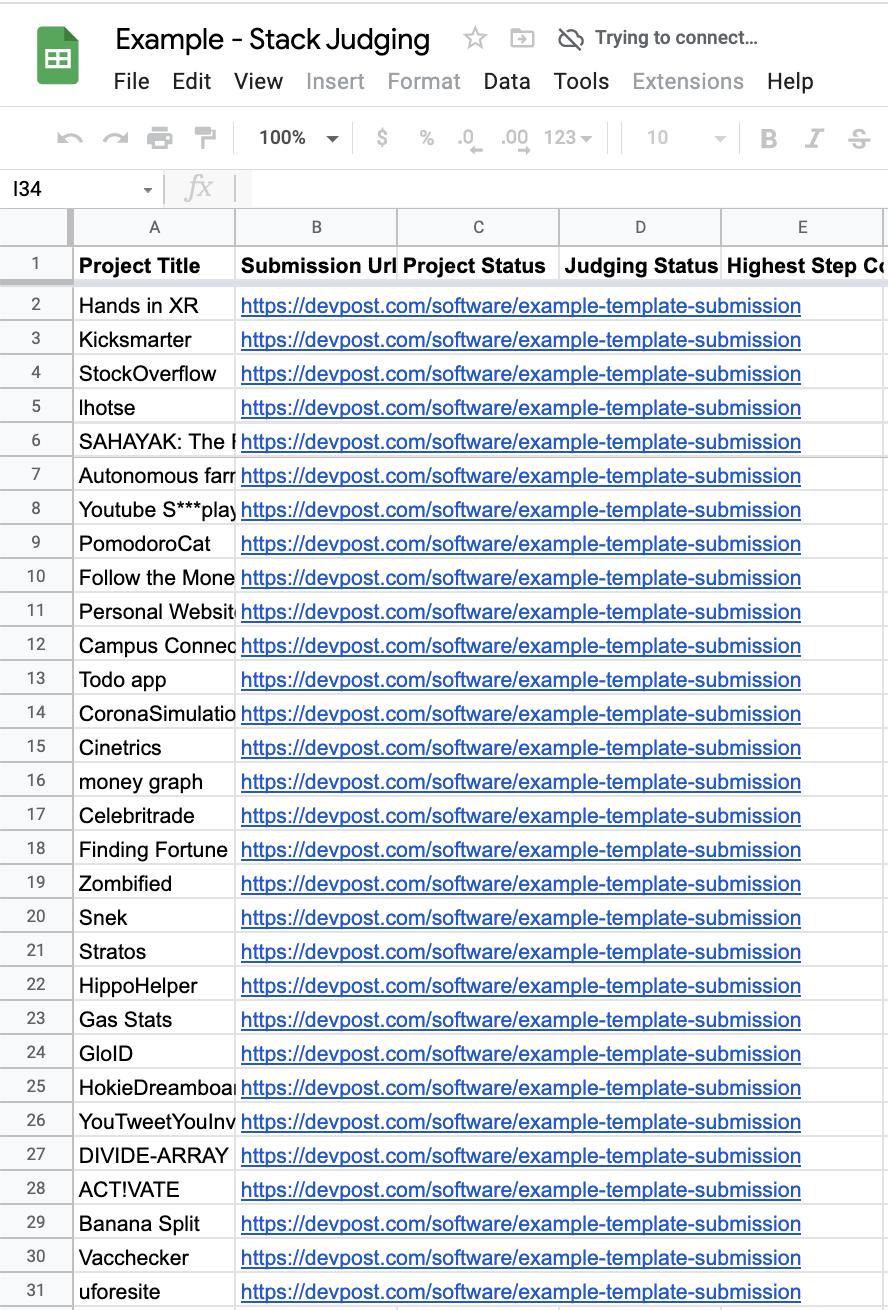 Example - Stack Judging Trying to connect...
File Edit View Insert Format Data Tools Extensions Help
100% $ % .0 .00 123 10 B I S
I34 fx
A B C D E
1 Project Title Submission Url Project Status Judging Status Highest Step
2 Hands in XR https://devpost.com/software/example-template-submission
3 Kicksmarter https://devpost.com/software/example-template-submission
4 StockOverflow https://devpost.com/software/example-template-submission
5 lhotse https://devpost.com/software/example-template-submission
6 SAHAYAK: The https://devpost.com/software/example-template-submission
7 Autonomous https://devpost.com/software/example-template-submission
8 Youtube S***play https://devpost.com/software/example-template-submission
9 PomodoroCat https://devpost.com/software/example-template-submission
10 Follow the Mone https://devpost.com/software/example-template-submission
11 Personal Websit https://devpost.com/software/example-template-submission
12 Campus Connec https://devpost.com/software/example-template-submission
13 Todo app https://devpost.com/software/example-template-submission
14 CoronaSimulatio https://devpost.com/software/example-template-submission
15 Cinetrics https://devpost.com/software/example-template-submission
16 money graph https://devpost.com/software/example-template-submission
17 Celebritrade https://devpost.com/software/example-template-submission
18 Finding Fortune https://devpost.com/software/example-template-submission
19 Zombified https://devpost.com/software/example-template-submission
20 Snek https://devpost.com/software/example-template-submission
21 Stratos https://devpost.com/software/example-template-submission
22 HippoHelper https://devpost.com/software/example-template-submission
23 Gas Stats https://devpost.com/software/example-template-submission
24 GloID https://devpost.com/software/example-template-submission
25 HokieDreamboar https://devpost.com/software/example-template-submission
26 YouTweetYouInv https://devpost.com/software/example-template-submission
27 DIVIDE-ARRAY https://devpost.com/software/example-template-submission
28 ACT!VATE https://devpost.com/software/example-template-submission
29 Banana Split https://devpost.com/software/example-template-submission
30 Vacchecker https://devpost.com/software/example-template-submission
31 uforesite https://devpost.com/software/example-template-submission